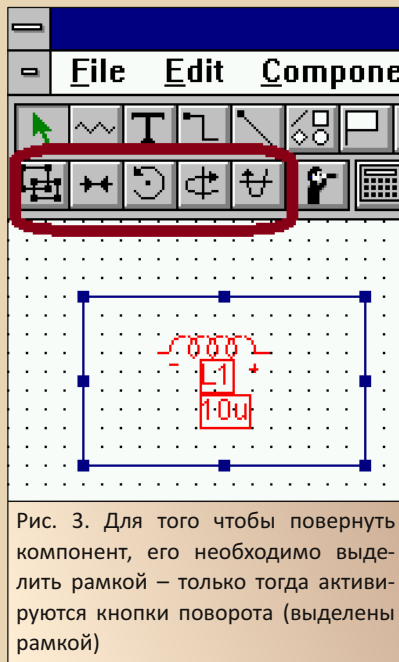 File Edit Compone
T
L1
10u
Рис. 3. Для того чтобы повернуть
компонент, его необходимо выде-
лить рамкой – только тогда активи-
руются кнопки поворота (выделены
рамкой)